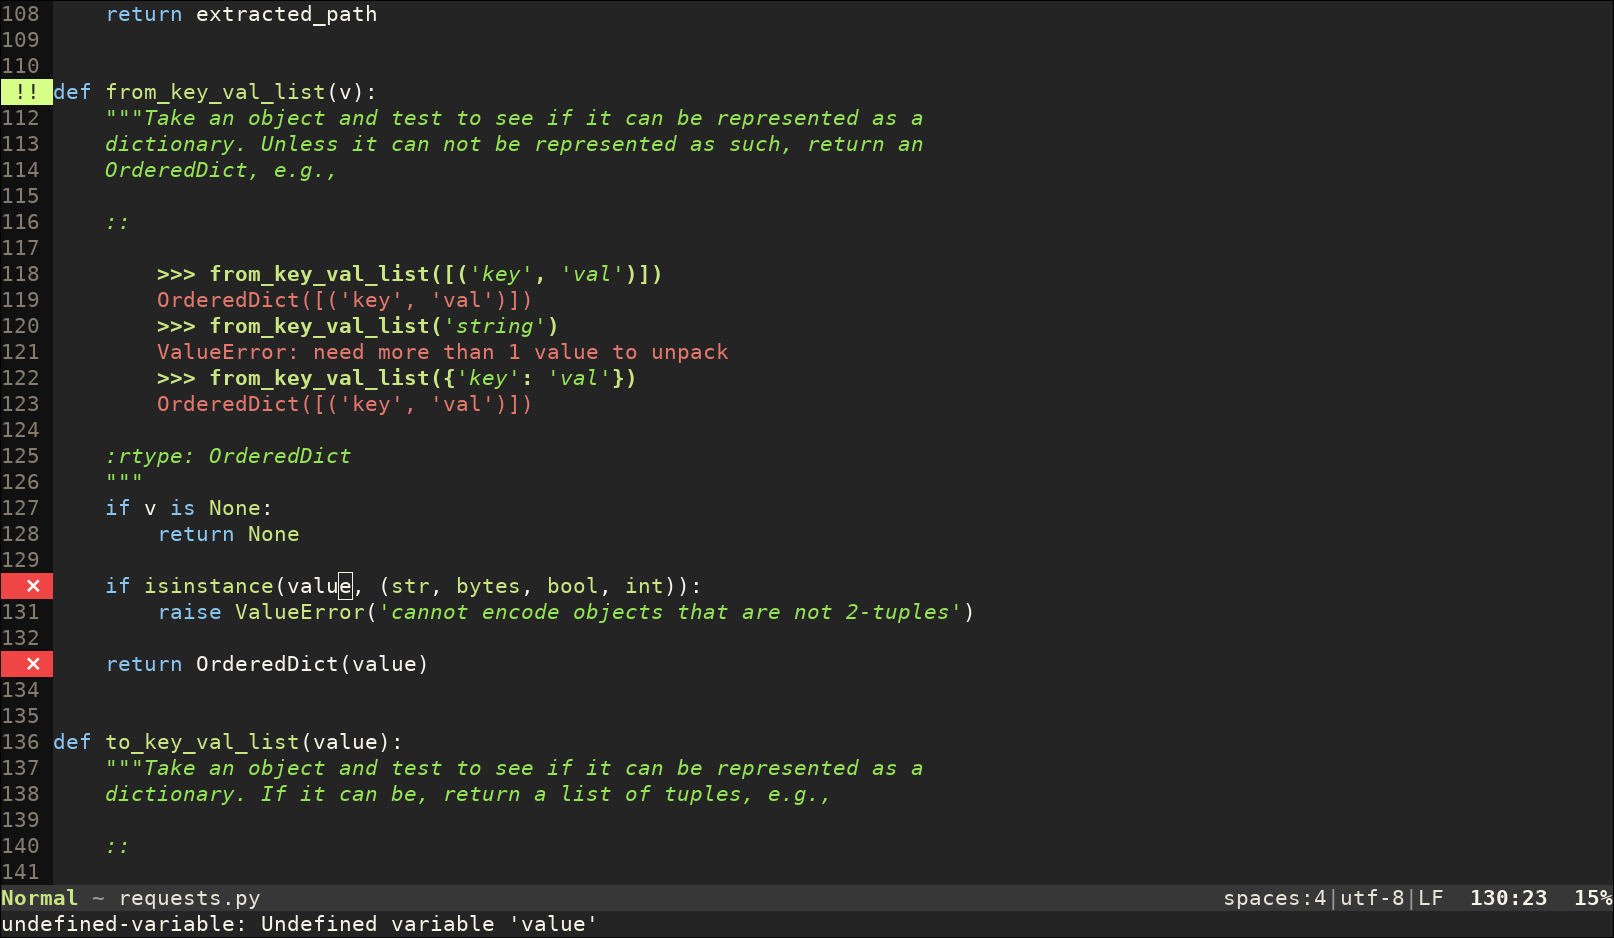 108     return extracted_path
109
110
!! def from_key_val_list(v):
112     """Take an object and test to see if it can be represented as a
113     dictionary. Unless it can not be represented as such, return an
114     OrderedDict, e.g.,
115
116     ::
117
118         >>> from_key_val_list([('key', 'val')])
119         OrderedDict([('key', 'val')])
120         >>> from_key_val_list('string')
121         ValueError: need more than 1 value to unpack
122         >>> from_key_val_list({'key': 'val'})
123         OrderedDict([('key', 'val')])
124
125     :rtype: OrderedDict
126     """
127     if v is None:
128         return None
129
✕     if isinstance(value, (str, bytes, bool, int)):
131         raise ValueError('cannot encode objects that are not 2-tuples')
132
✕     return OrderedDict(value)
134
135
136 def to_key_val_list(value):
137     """Take an object and test to see if it can be represented as a
138     dictionary. If it can be, return a list of tuples, e.g.,
139
140     ::
141
Normal ~ requests.py spaces:4|utf-8|LF 130:23 15%
undefined-variable: Undefined variable 'value'